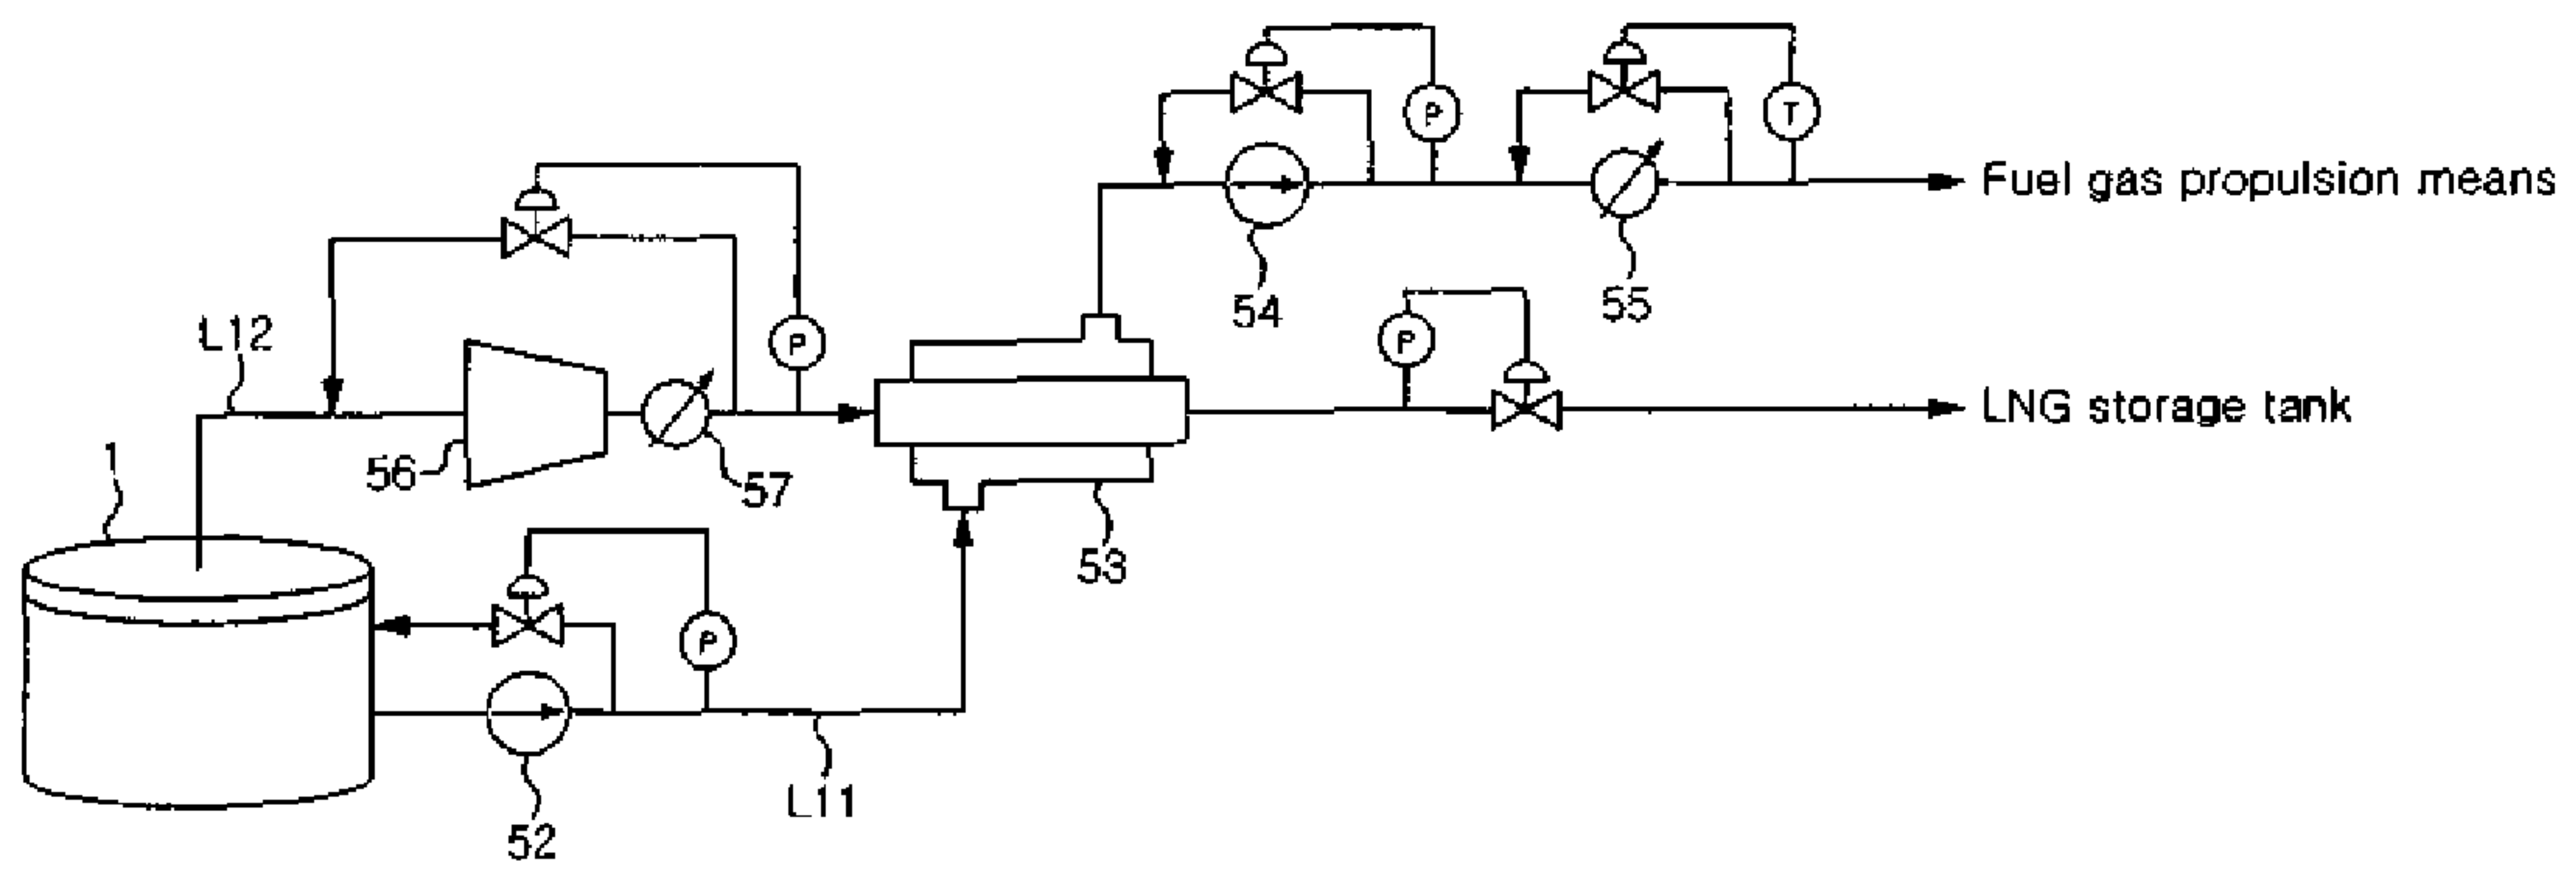 P
P
T
Fuel gas propulsion means
54
55
L12
P
P
LNG storage tank
56
57
1
53
P
L11
52